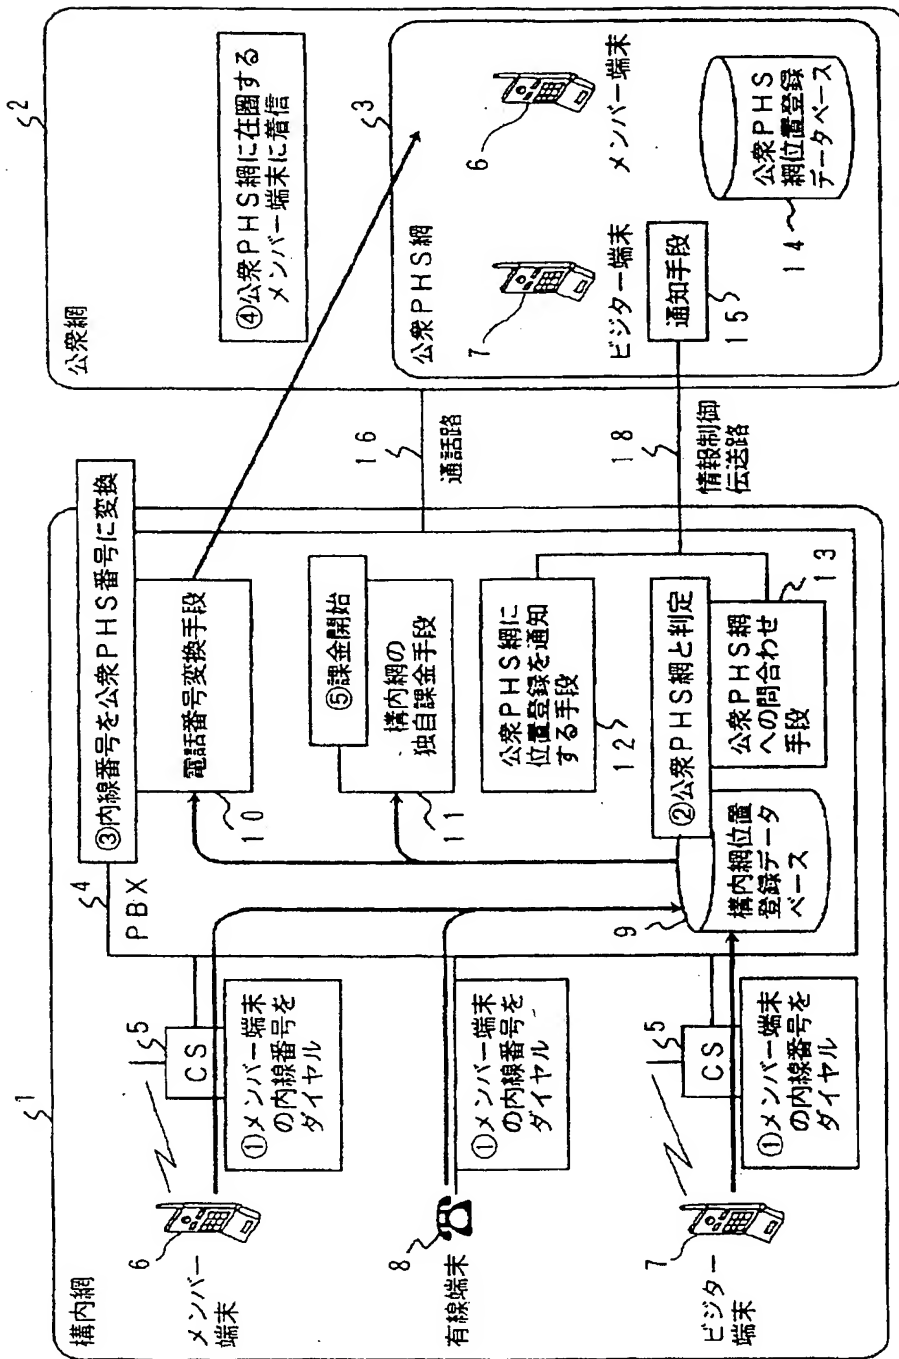 構内網
1
メンバー
端末
6
5
CS
①メンバー端末
の内線番号を
ダイヤル
有線端末
8
①メンバー端末
の内線番号を
ダイヤル
ビジター
端末
7
5
CS
①メンバー端末
の内線番号を
ダイヤル
4
PBX
③内線番号を公衆PHS番号に変換
電話番号変換手段
10
⑤課金開始
構内網の
独自課金手段
11
公衆PHS網に
位置登録を通知
する手段
12
②公衆PHS網と判定
公衆PHS網
への問合わせ
手段
13
9
構内網位置
登録データ
ベース
16
通話路
18
情報制御
伝送路
公衆網
2
④公衆PHS網に在圏する
メンバー端末に着信
公衆PHS網
3
7
ビジター端末
6
メンバー端末
通知手段
15
公衆PHS
網位置登録
データベース
14